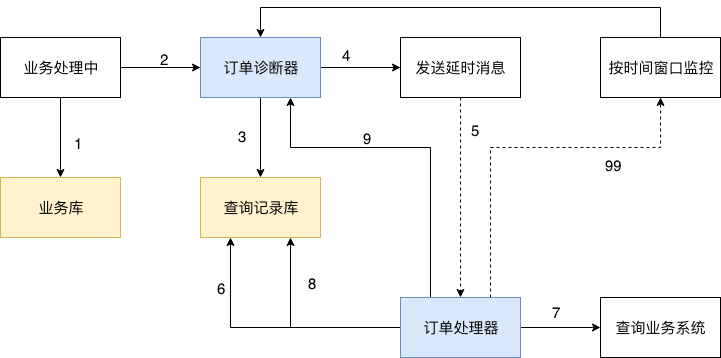 业务处理中
2
订单诊断器
4
发送延时消息
按时间窗口监控
1
3
9
5
99
业务库
查询记录库
6
8
订单处理器
7
查询业务系统